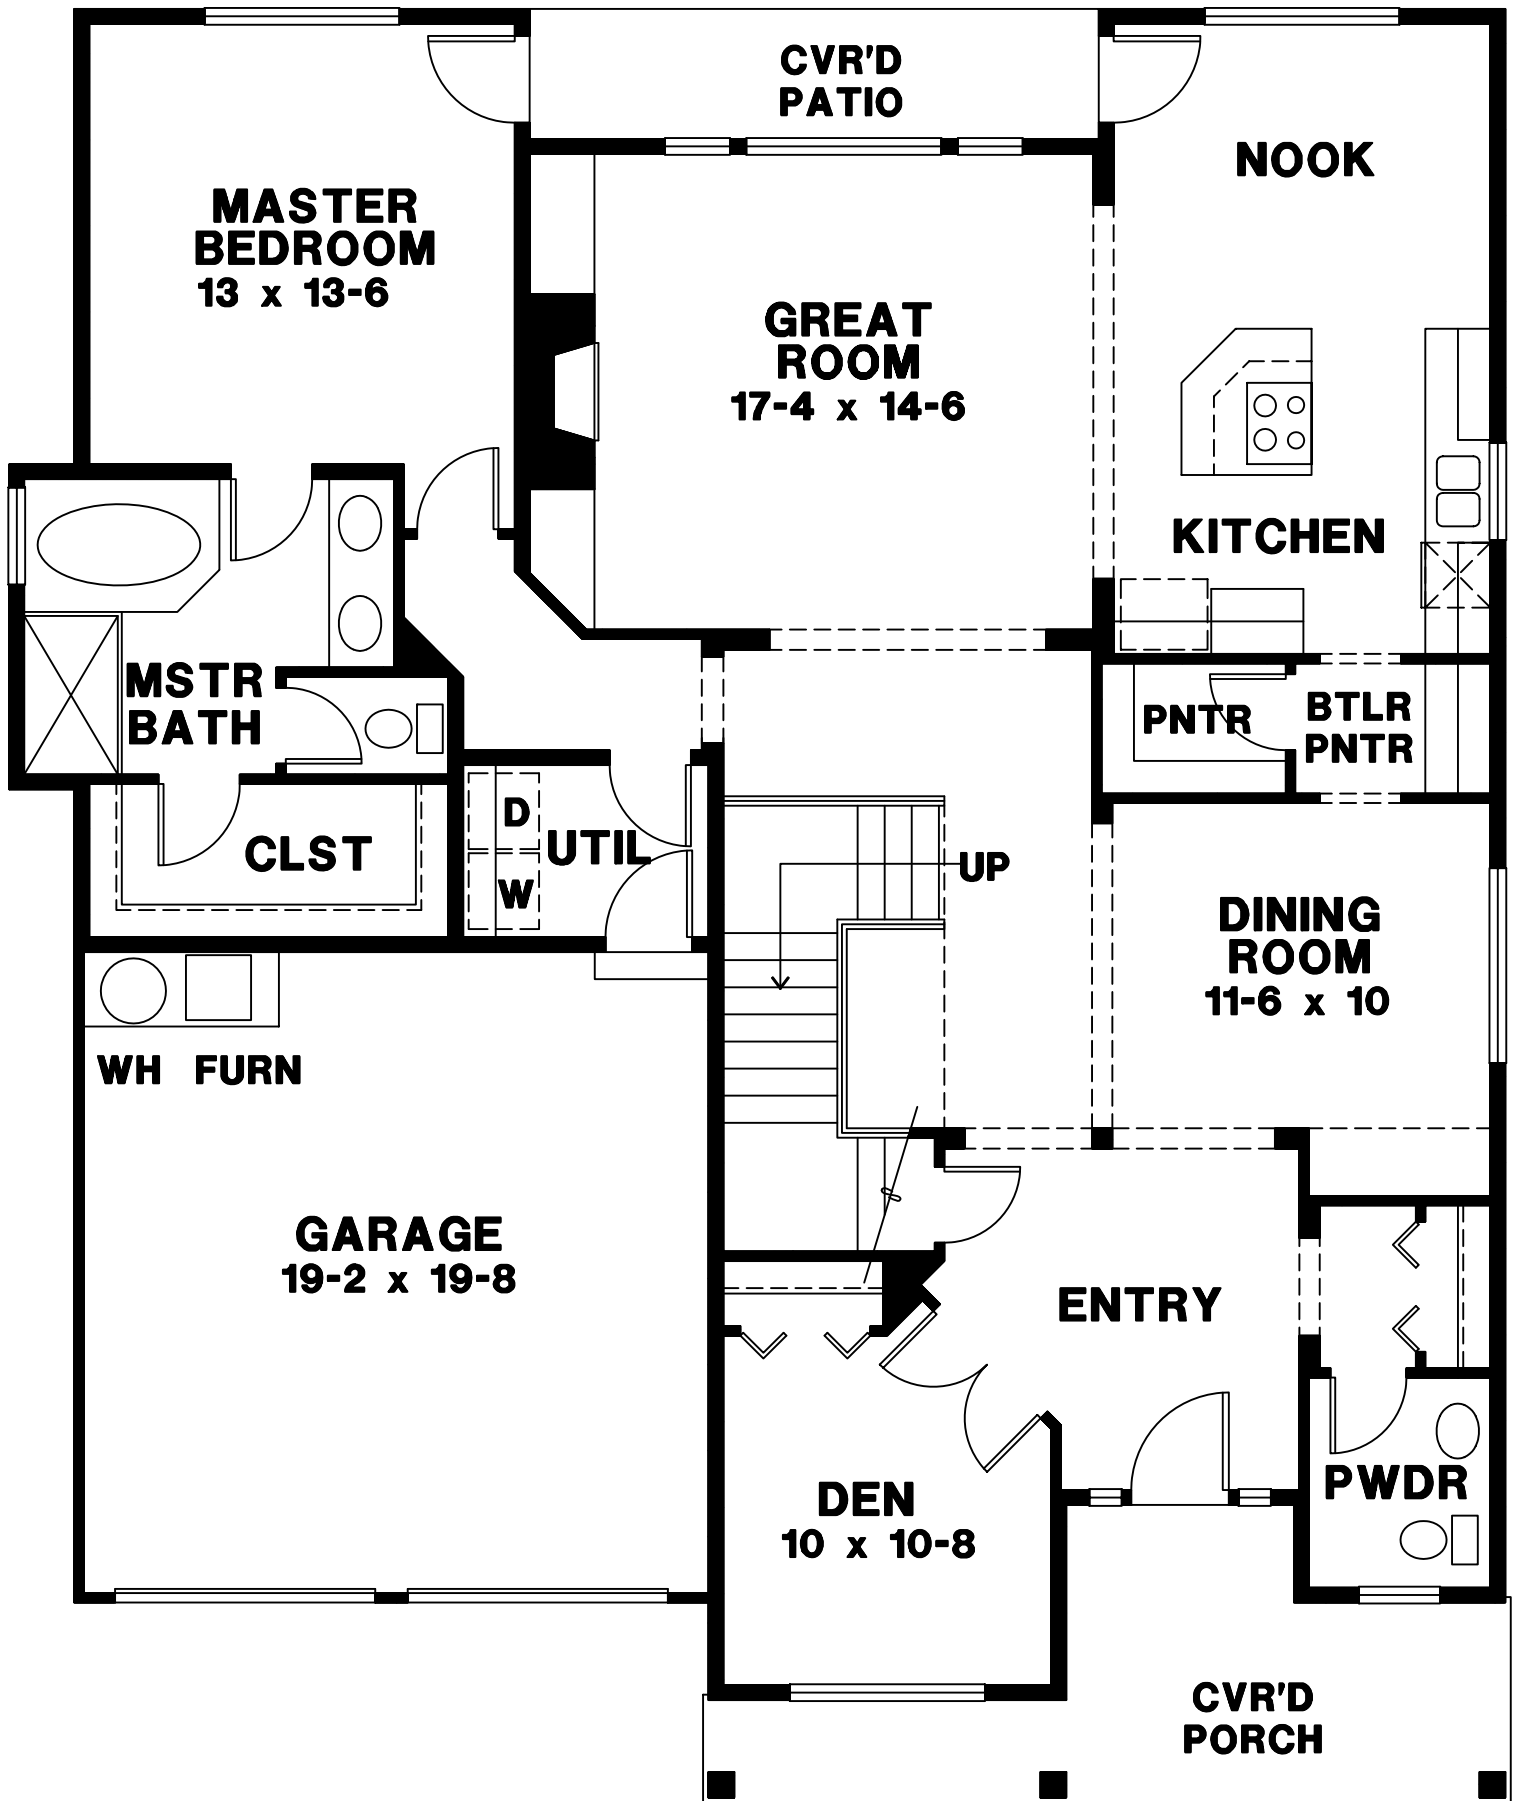 CVR'D
PATIO
NOOK
MASTER
BEDROOM
13 x 13-6
GREAT
ROOM
17-4 x 14-6
KITCHEN
MSTR
BATH
PNTR
BTLR
PNTR
D
W
UTIL
CLST
UP
DINING
ROOM
11-6 x 10
WH FURN
GARAGE
19-2 x 19-8
ENTRY
DEN
10 x 10-8
PWDR
CVR'D
PORCH